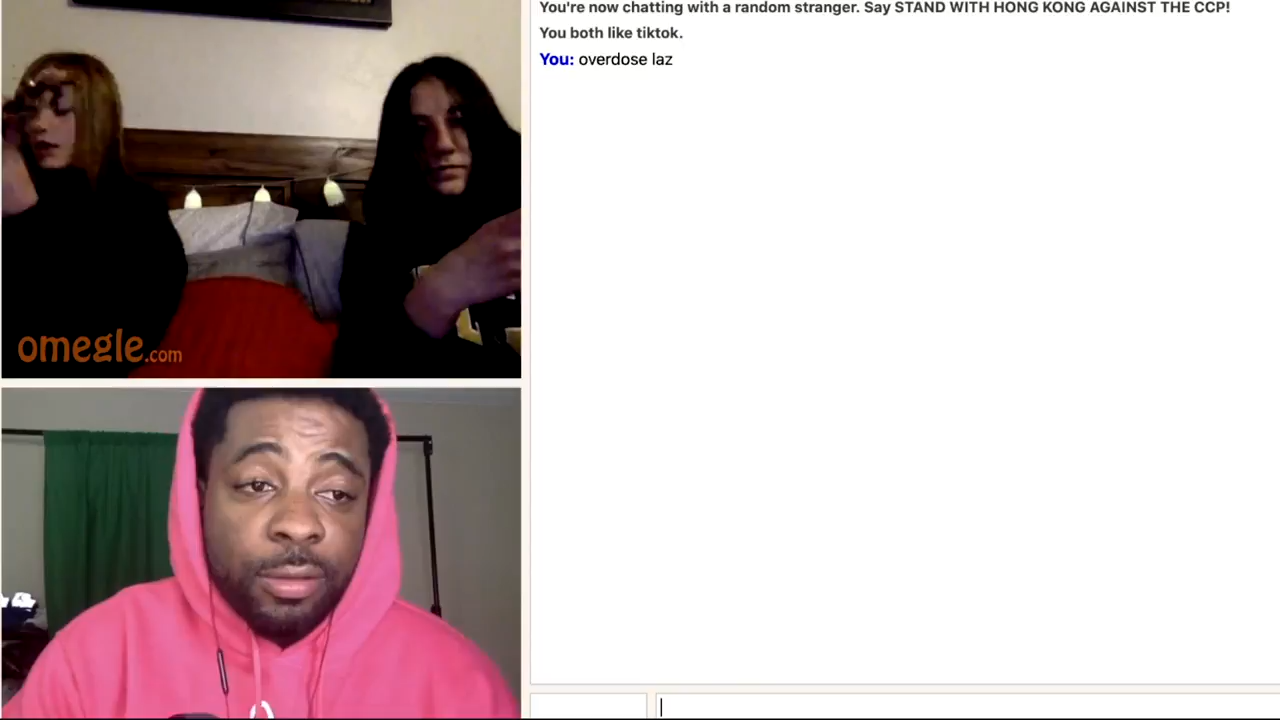 You're now chatting with a random stranger. Say STAND WITH HONG KONG AGAINST THE CCP!
You both like tiktok.
You: overdose laz
omegle.com